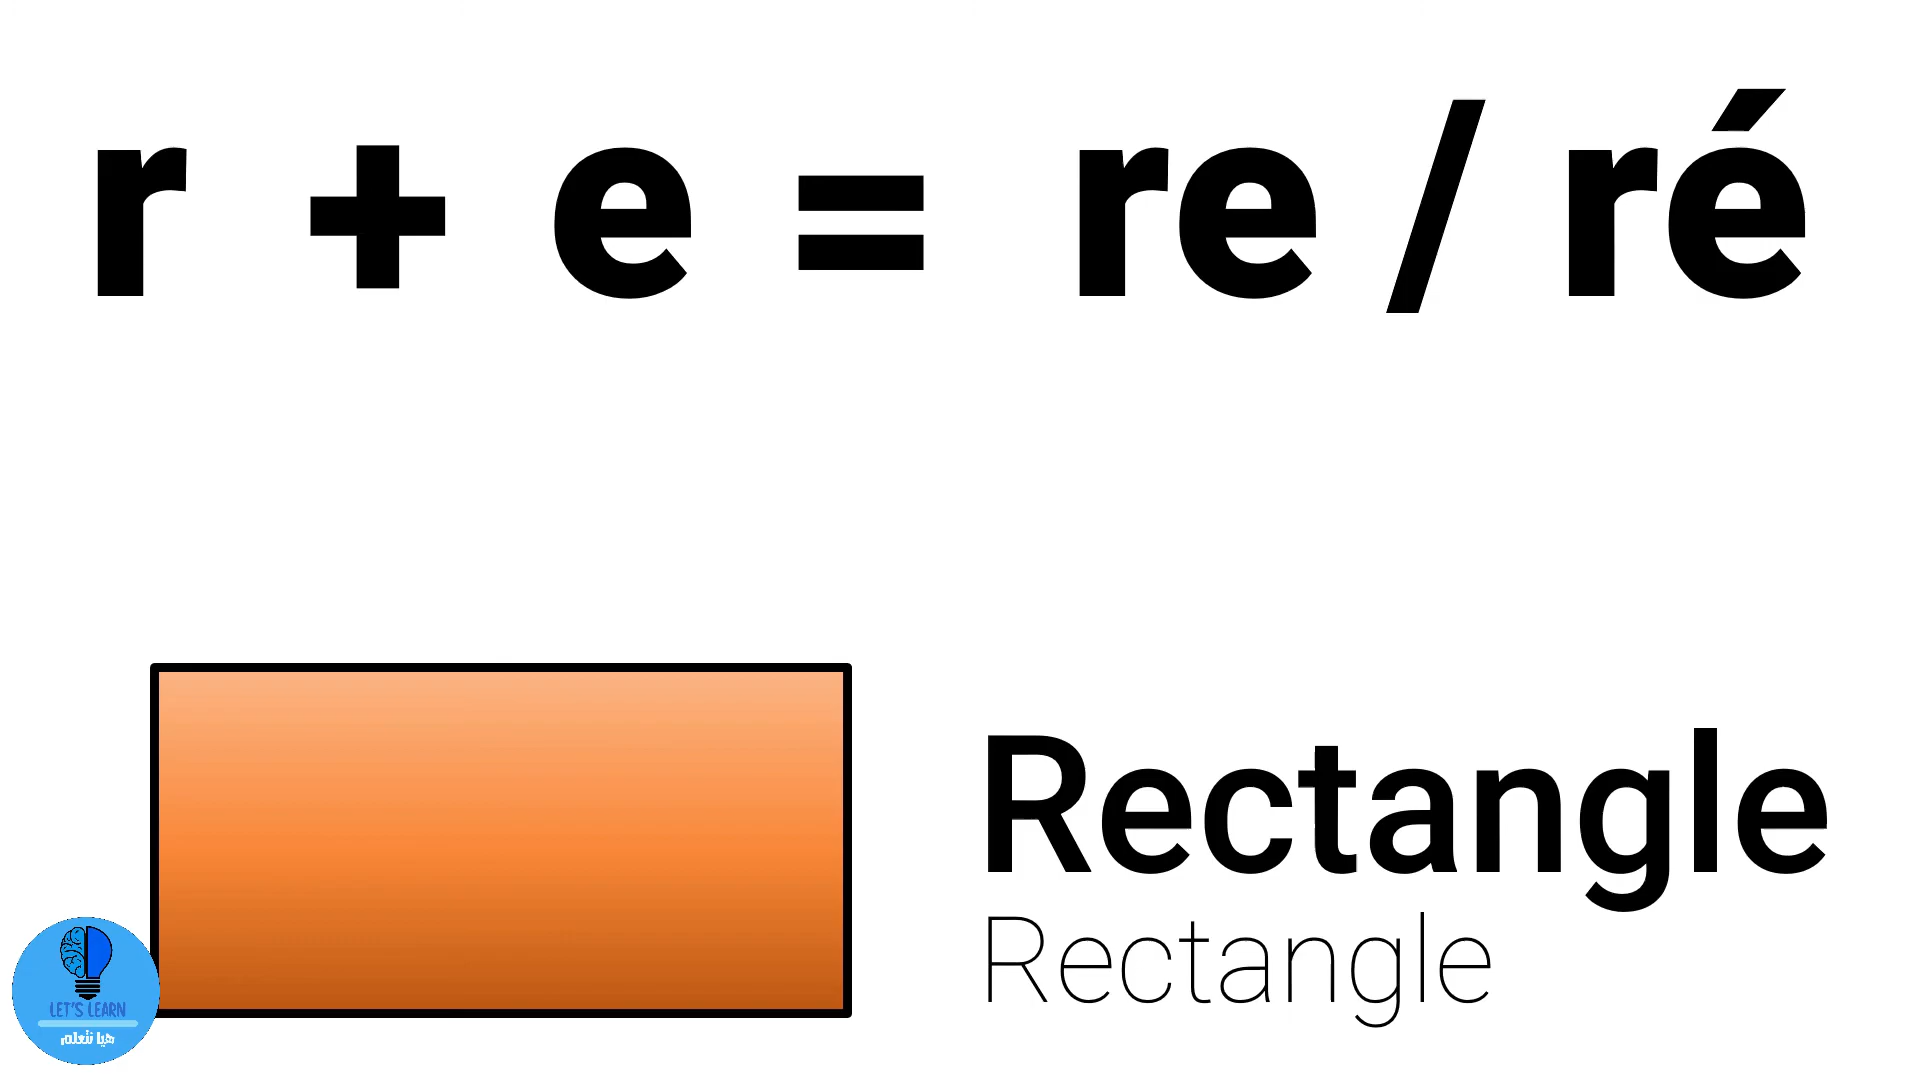 r + e = re / ré
Rectangle
Rectangle
LET'S LEARN
هيا نتعلم